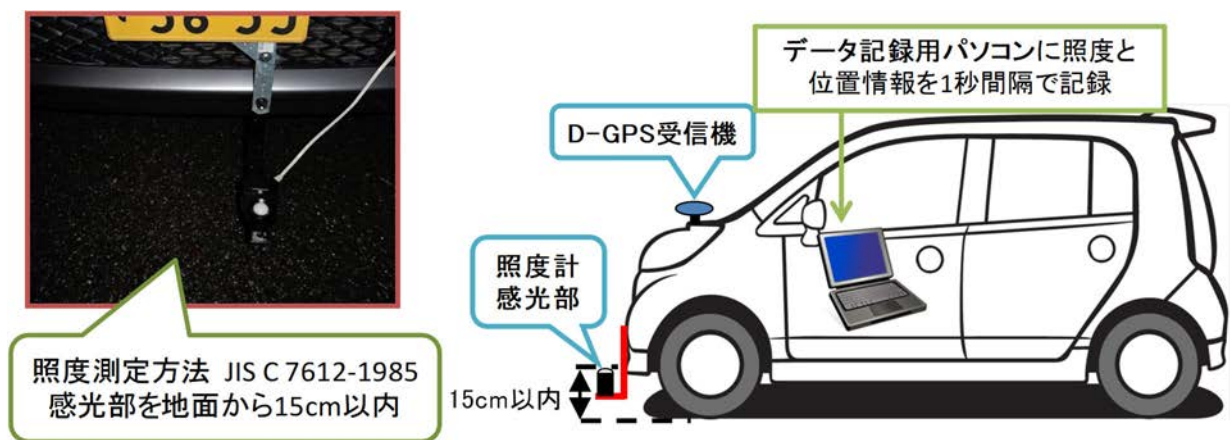 照度測定方法 JIS C 7612-1985
感光部を地面から15cm以内
データ記録用パソコンに照度と
位置情報を1秒間隔で記録
D-GPS受信機
照度計
感光部
15cm以内